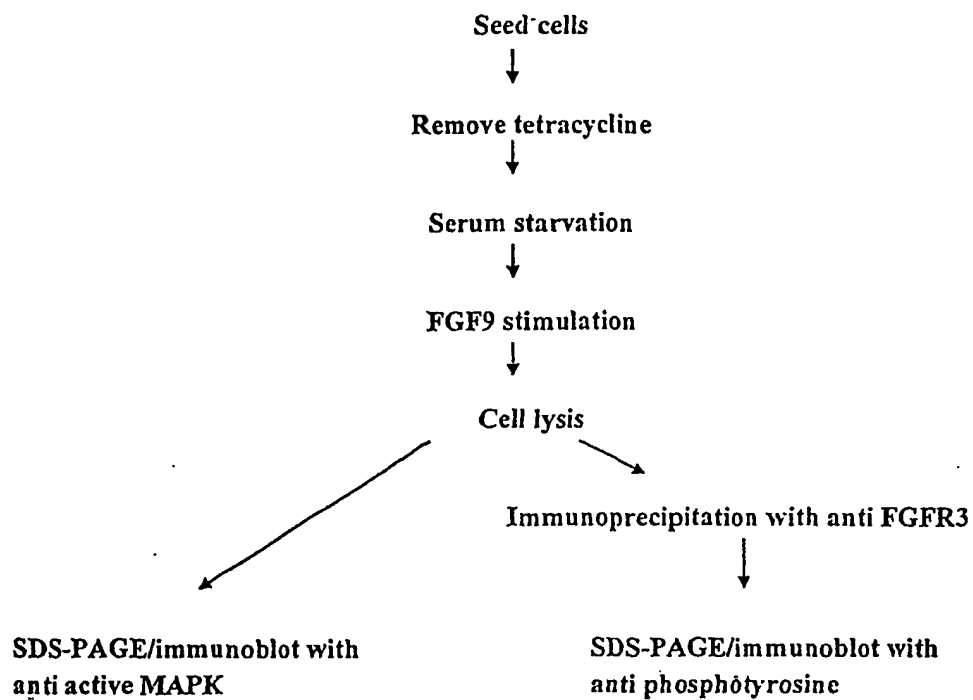 Seed cells
Remove tetracycline
Serum starvation
FGF9 stimulation
Cell lysis
Immunoprecipitation with anti FGFR3
SDS-PAGE/immunoblot with
anti active MAPK
SDS-PAGE/immunoblot with
anti phosphotyrosine